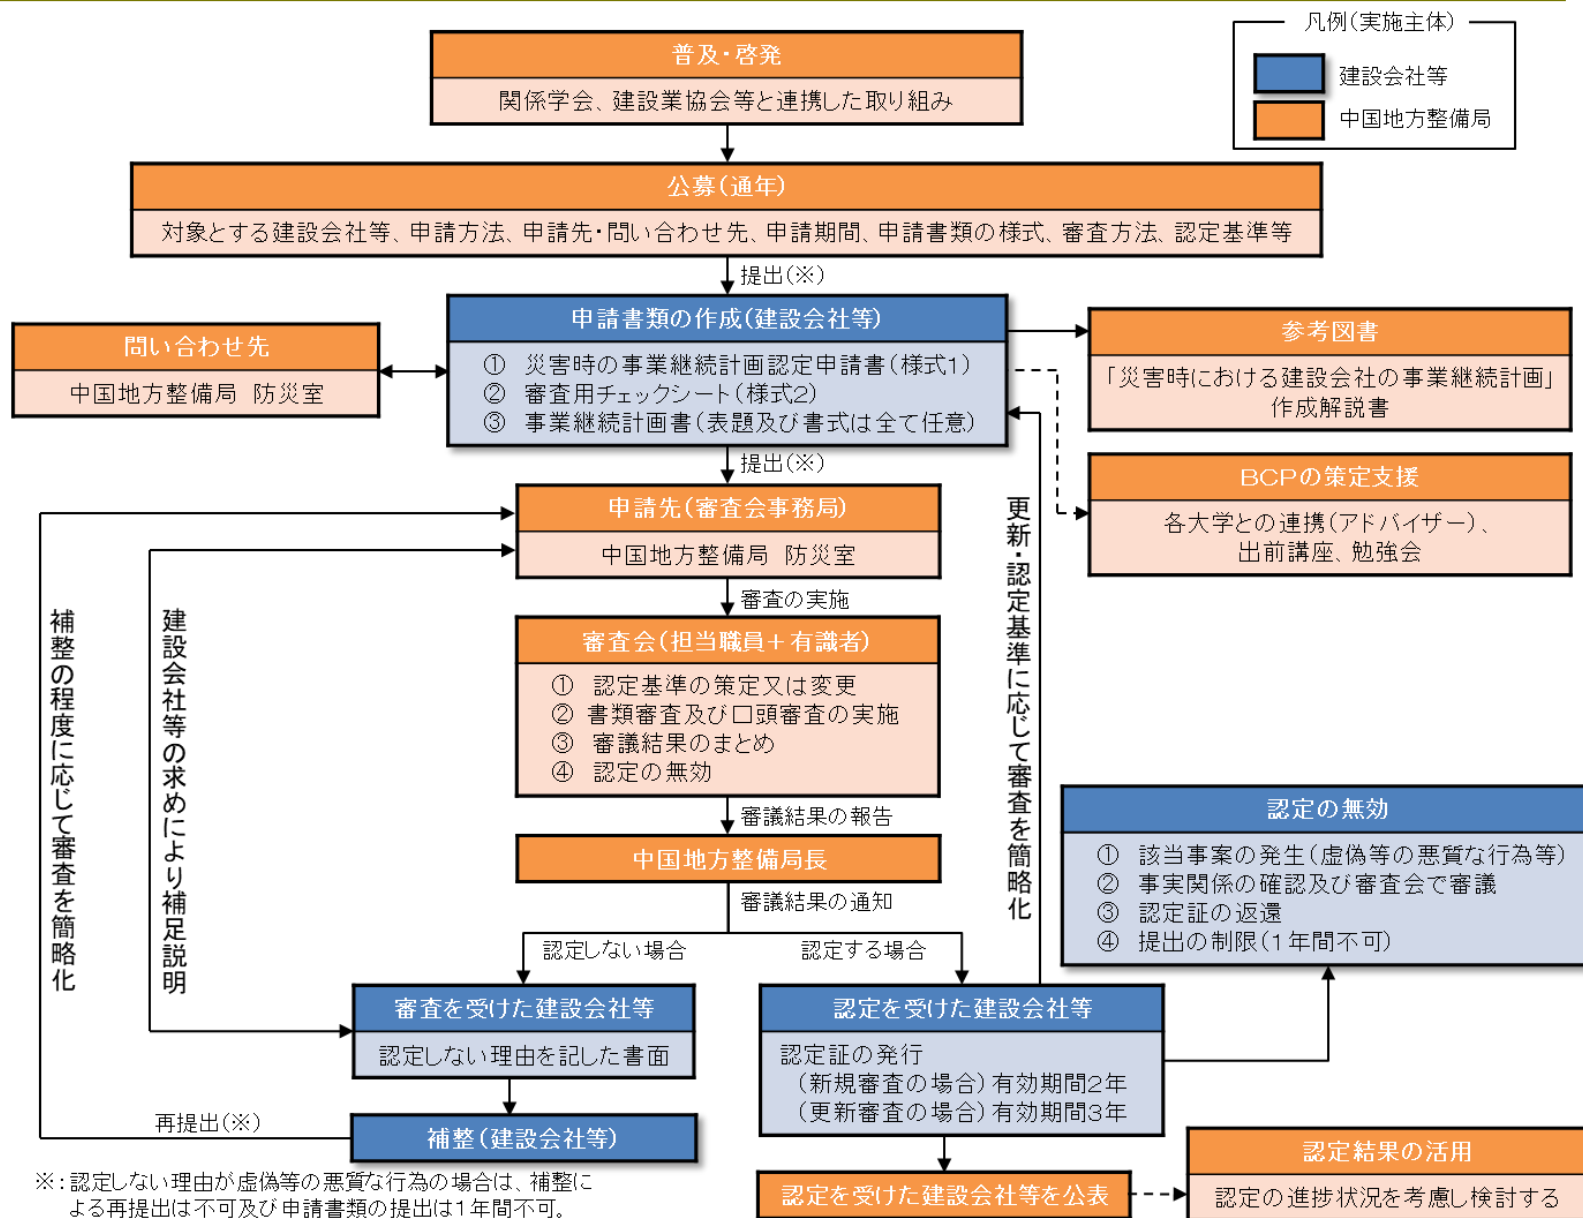 凡例(実施主体)
建設会社等
中国地方整備局
普及・啓発
関係学会、建設業協会等と連携した取り組み
公募(通年)
対象とする建設会社等、申請方法、申請先・問い合わせ先、申請期間、申請書類の様式、審査方法、認定基準等
提出(※)
申請書類の作成(建設会社等)
① 災害時の事業継続計画認定申請書(様式1)
② 審査用チェックシート(様式2)
③ 事業継続計画書(表題及び書式は全て任意)
問い合わせ先
中国地方整備局 防災室
参考図書
「災害時における建設会社の事業継続計画」
作成解説書
BCPの策定支援
各大学との連携(アドバイザー)、
出前講座、勉強会
提出(※)
申請先(審査会事務局)
中国地方整備局 防災室
審査の実施
審査会(担当職員+有識者)
① 認定基準の策定又は変更
② 書類審査及び口頭審査の実施
③ 審議結果のまとめ
④ 認定の無効
審議結果の報告
中国地方整備局長
審議結果の通知
認定しない場合
認定する場合
補整の程度に応じて審査を簡略化
建設会社等の求めにより補足説明
更新・認定基準に応じて審査を簡略化
認定の無効
① 該当事案の発生(虚偽等の悪質な行為等)
② 事実関係の確認及び審査会で審議
③ 認定証の返還
④ 提出の制限(1年間不可)
審査を受けた建設会社等
認定しない理由を記した書面
再提出(※)
補整(建設会社等)
認定を受けた建設会社等
認定証の発行
(新規審査の場合)有効期間2年
(更新審査の場合)有効期間3年
認定を受けた建設会社等を公表
認定結果の活用
認定の進捗状況を考慮し検討する
※:認定しない理由が虚偽等の悪質な行為の場合は、補整に
よる再提出は不可及び申請書類の提出は1年間不可。